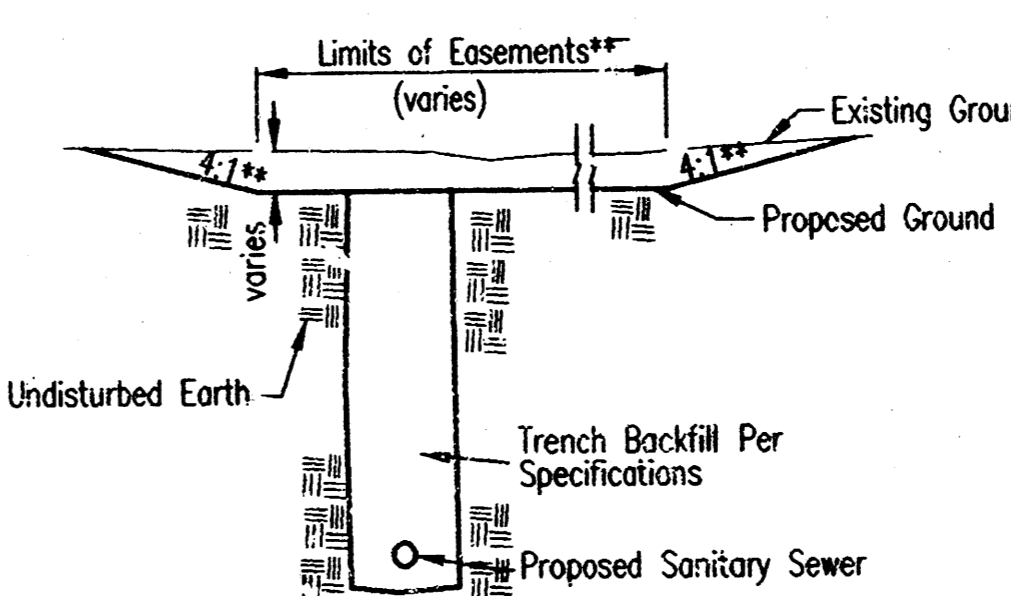 Limits of Easements**
(varies)
Existing Groun
4:1**
4:1**
Proposed Ground
varies
Undisturbed Earth
Trench Backfill Per
Specifications
Proposed Sanitary Sewer